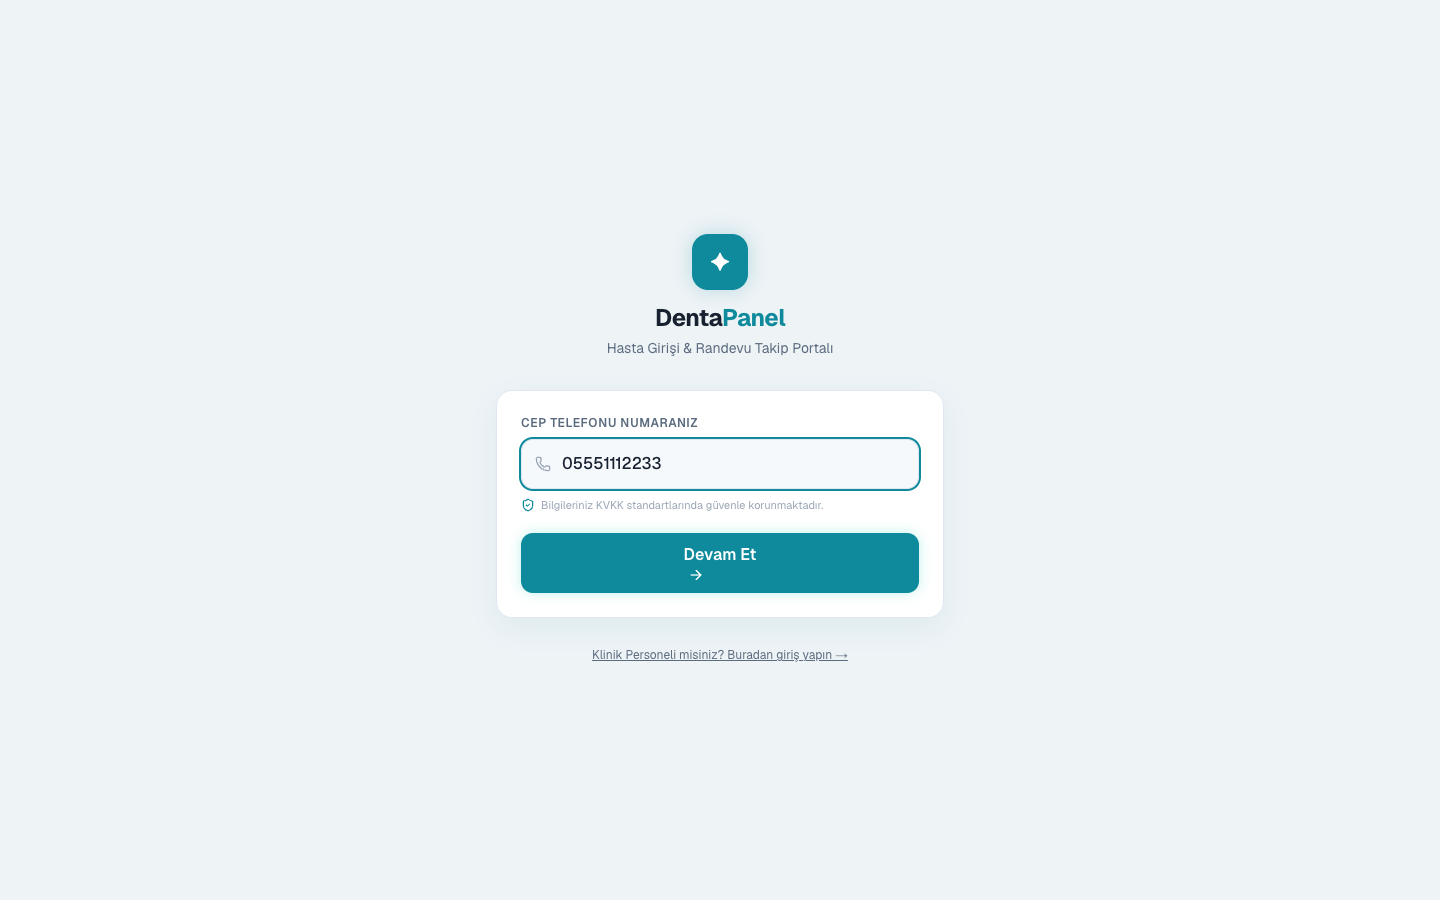 DentaPanel
Hasta Girişi & Randevu Takip Portalı
CEP TELEFONU NUMARANIZ
05551112233
Bilgileriniz KVKK standartlarında güvenle korunmaktadır.
Devam Et
→
Klinik Personeli misiniz? Buradan giriş yapın →